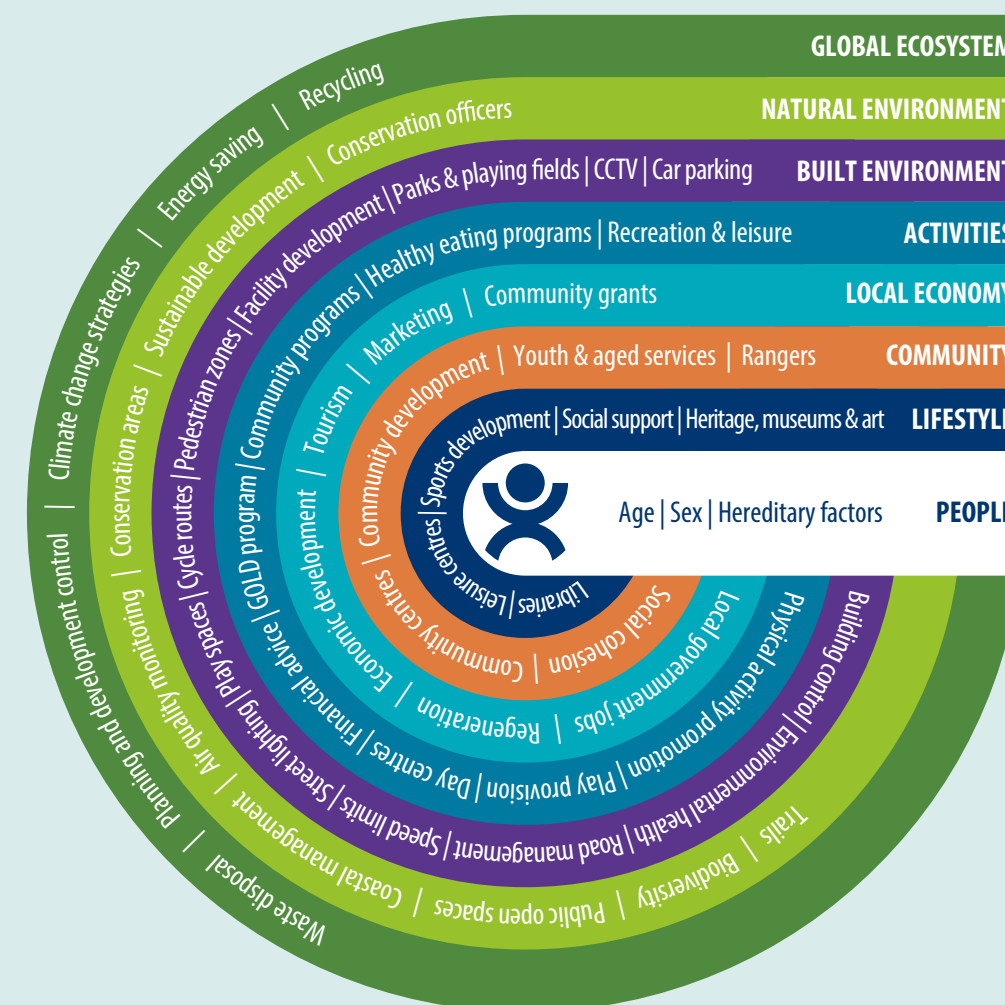 Waste disposal | Planning and development control | Climate change strategies | Energy saving | Recycling
GLOBAL ECOSYSTEM
Trails | Biodiversity | Public open spaces | Coastal management | Air quality monitoring | Conservation areas | Sustainable development | Conservation officers
NATURAL ENVIRONMENT
Building control | Environmental health | Road management | Speed limits | Street lighting | Play spaces | Cycle routes | Pedestrian zones | Facility development | Parks & playing fields | CCTV | Car parking
BUILT ENVIRONMENT
Physical activity promotion | Play provision | Day centres | Financial advice | GOLD program | Community programs | Healthy eating programs | Recreation & leisure
ACTIVITIES
Local government jobs | Regeneration | Economic development | Tourism | Marketing | Community grants
LOCAL ECONOMY
Social cohesion | Community centres | Community development | Youth & aged services | Rangers
COMMUNITY
Libraries | Leisure centres | Sports development | Social support | Heritage, museums & art
LIFESTYLE
Age | Sex | Hereditary factors
PEOPLE